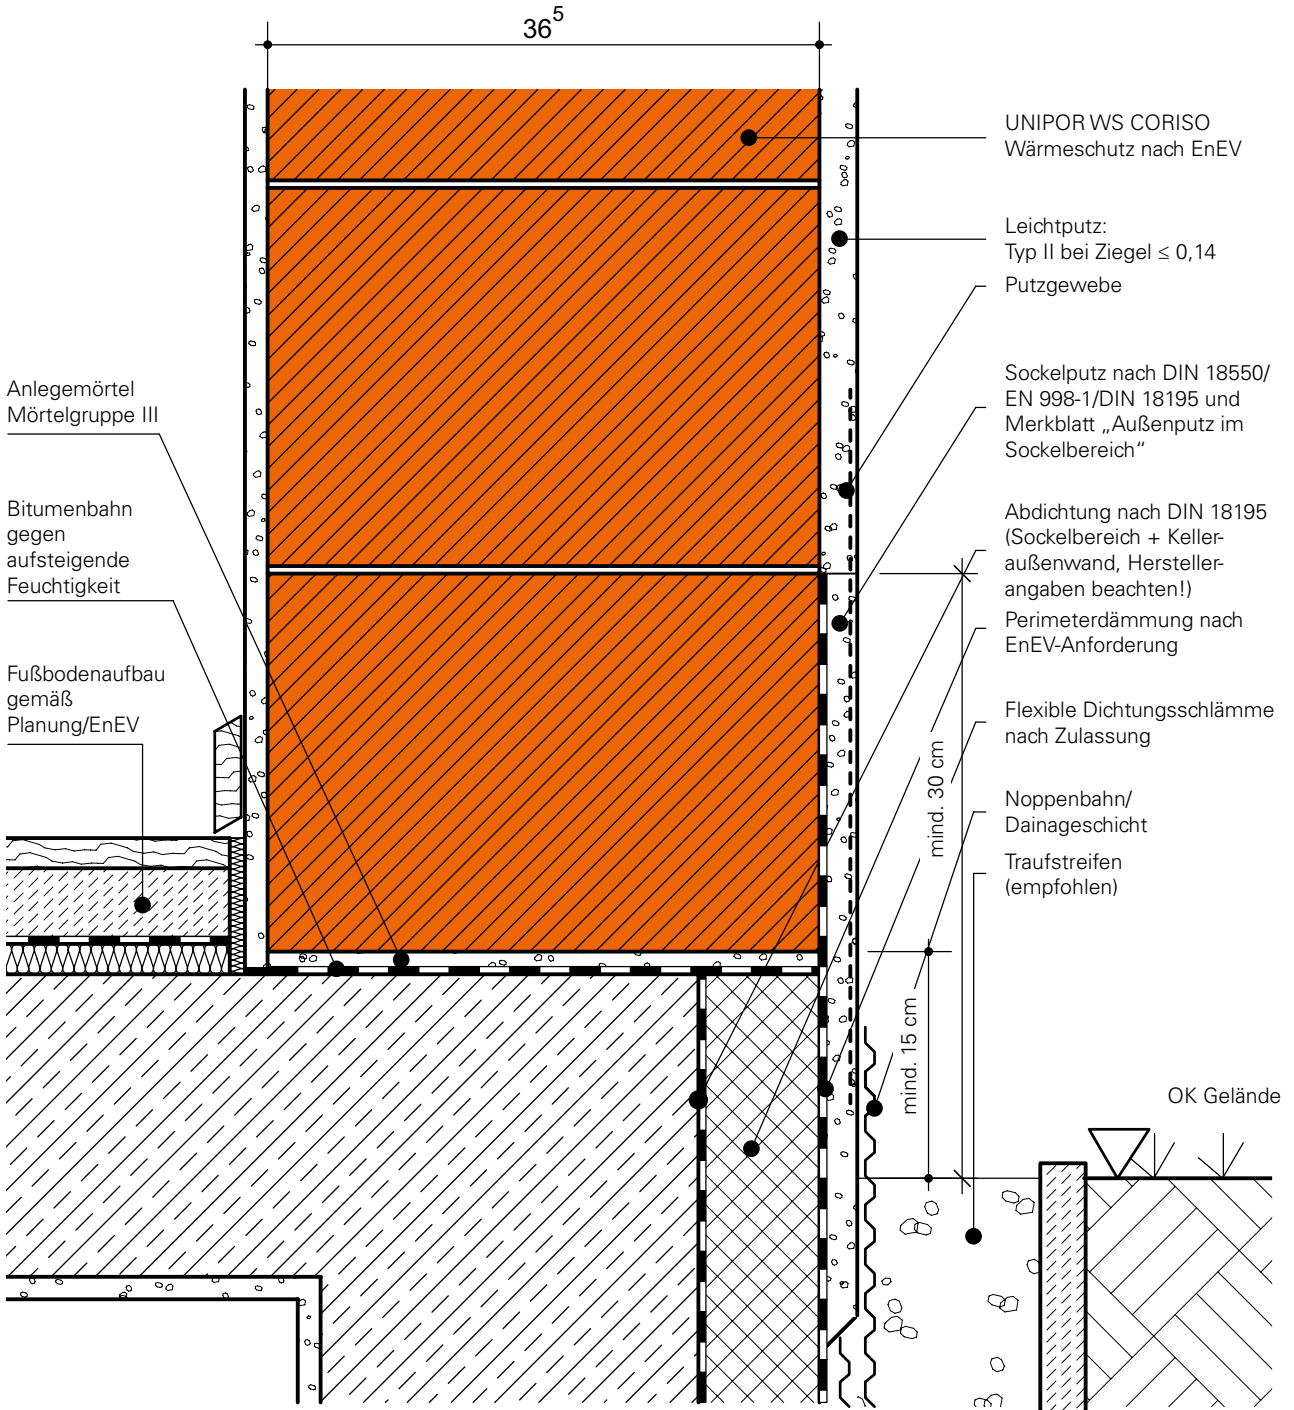 36⁵
UNIPOR WS CORISO
Wärmeschutz nach EnEV
Leichtputz:
Typ II bei Ziegel ≤ 0,14
Putzgewebe
Sockelputz nach DIN 18550/
EN 998-1/DIN 18195 und
Merkblatt „Außenputz im
Sockelbereich“
Abdichtung nach DIN 18195
(Sockelbereich + Keller-
außenwand, Hersteller-
angaben beachten!)
Perimeterdämmung nach
EnEV-Anforderung
Flexible Dichtungsschlämme
nach Zulassung
Noppenbahn/
Dainageschicht
Traufstreifen
(empfohlen)
Anlegemörtel
Mörtelgruppe III
Bitumenbahn
gegen
aufsteigende
Feuchtigkeit
Fußbodenaufbau
gemäß
Planung/EnEV
mind. 30 cm
mind. 15 cm
OK Gelände